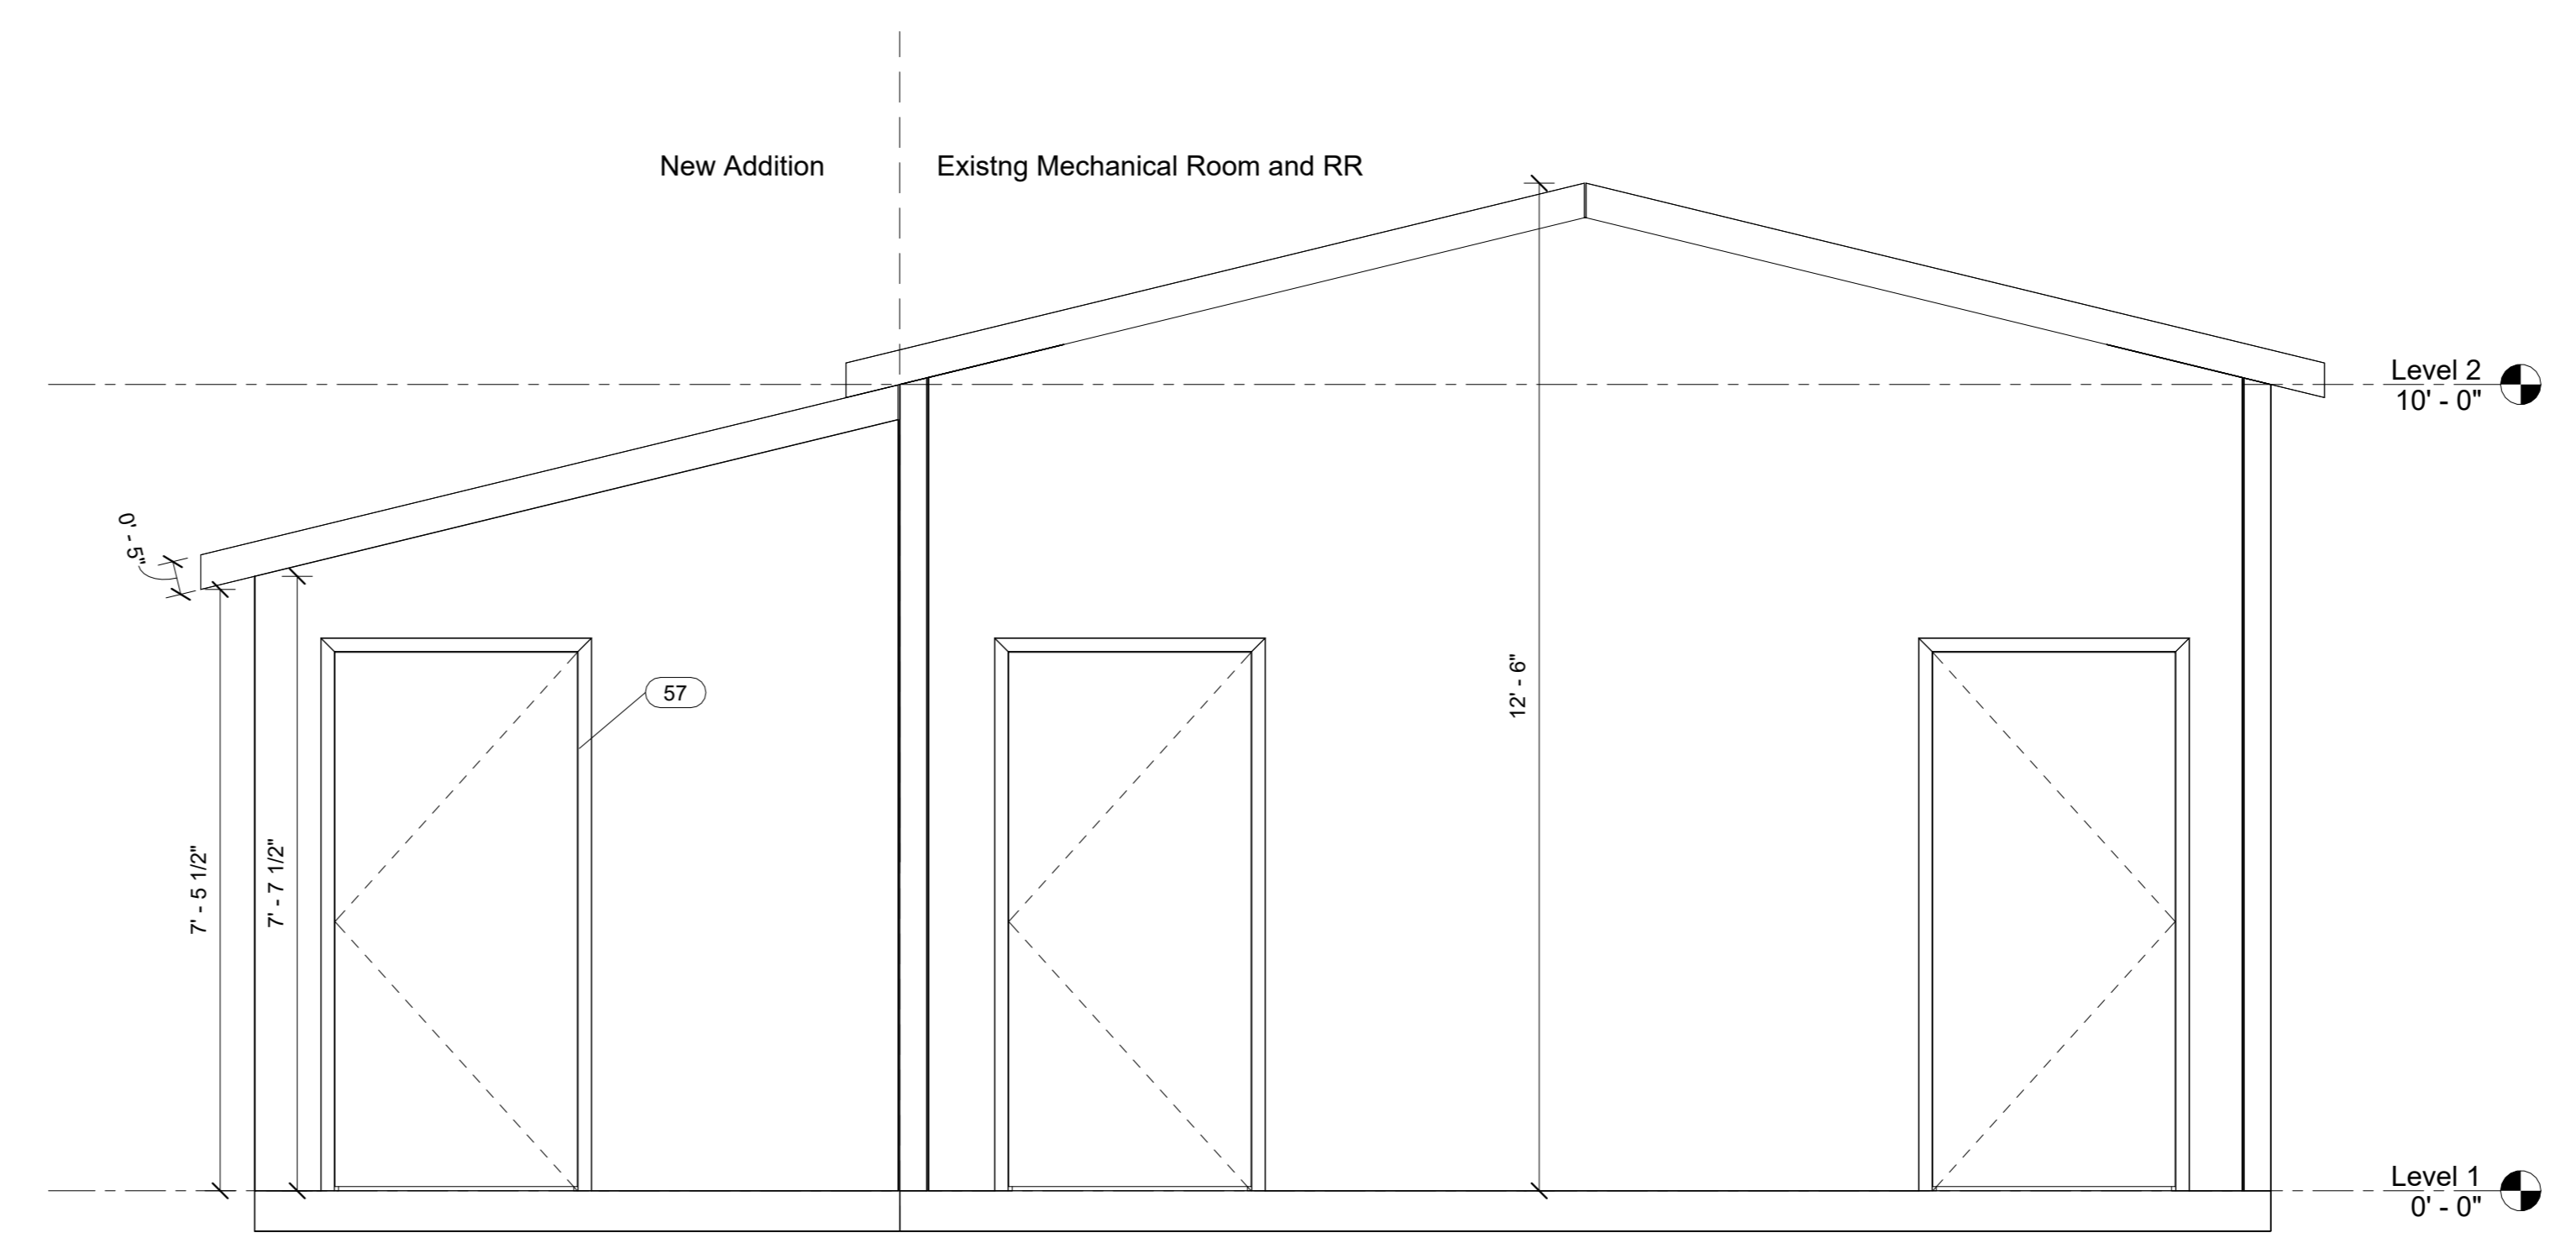 New Addition
Existng Mechanical Room and RR
Level 2
10' - 0"
0' - 5"
57
12' - 6"
7' - 5 1/2"
7' - 7 1/2"
Level 1
0' - 0"